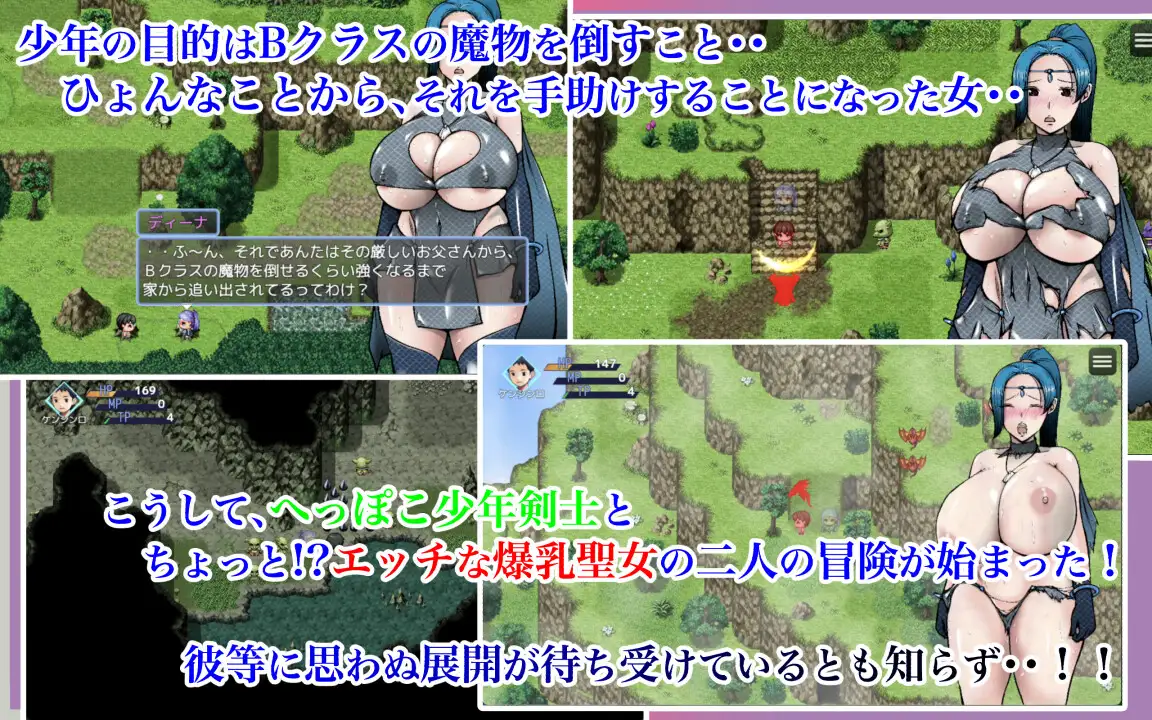 少年の目的はBクラスの魔物を倒すこと‥
ひょんなことから、それを手助けすることになった女‥
ディーナ
・・ふ～ん、それであんたはその厳しいお父さんから、
Bクラスの魔物を倒せるくらい強くなるまで
家から追い出されてるってわけ？
HP 169
MP 0
TP 4
ケンシンロ
HP 147
MP 0
TP 4
ケンシンロ
こうして、へっぽこ少年剣士と
ちょっと!?エッチな爆乳聖女の二人の冒険が始まった！
彼等に思わぬ展開が待ち受けているとも知らず‥！！